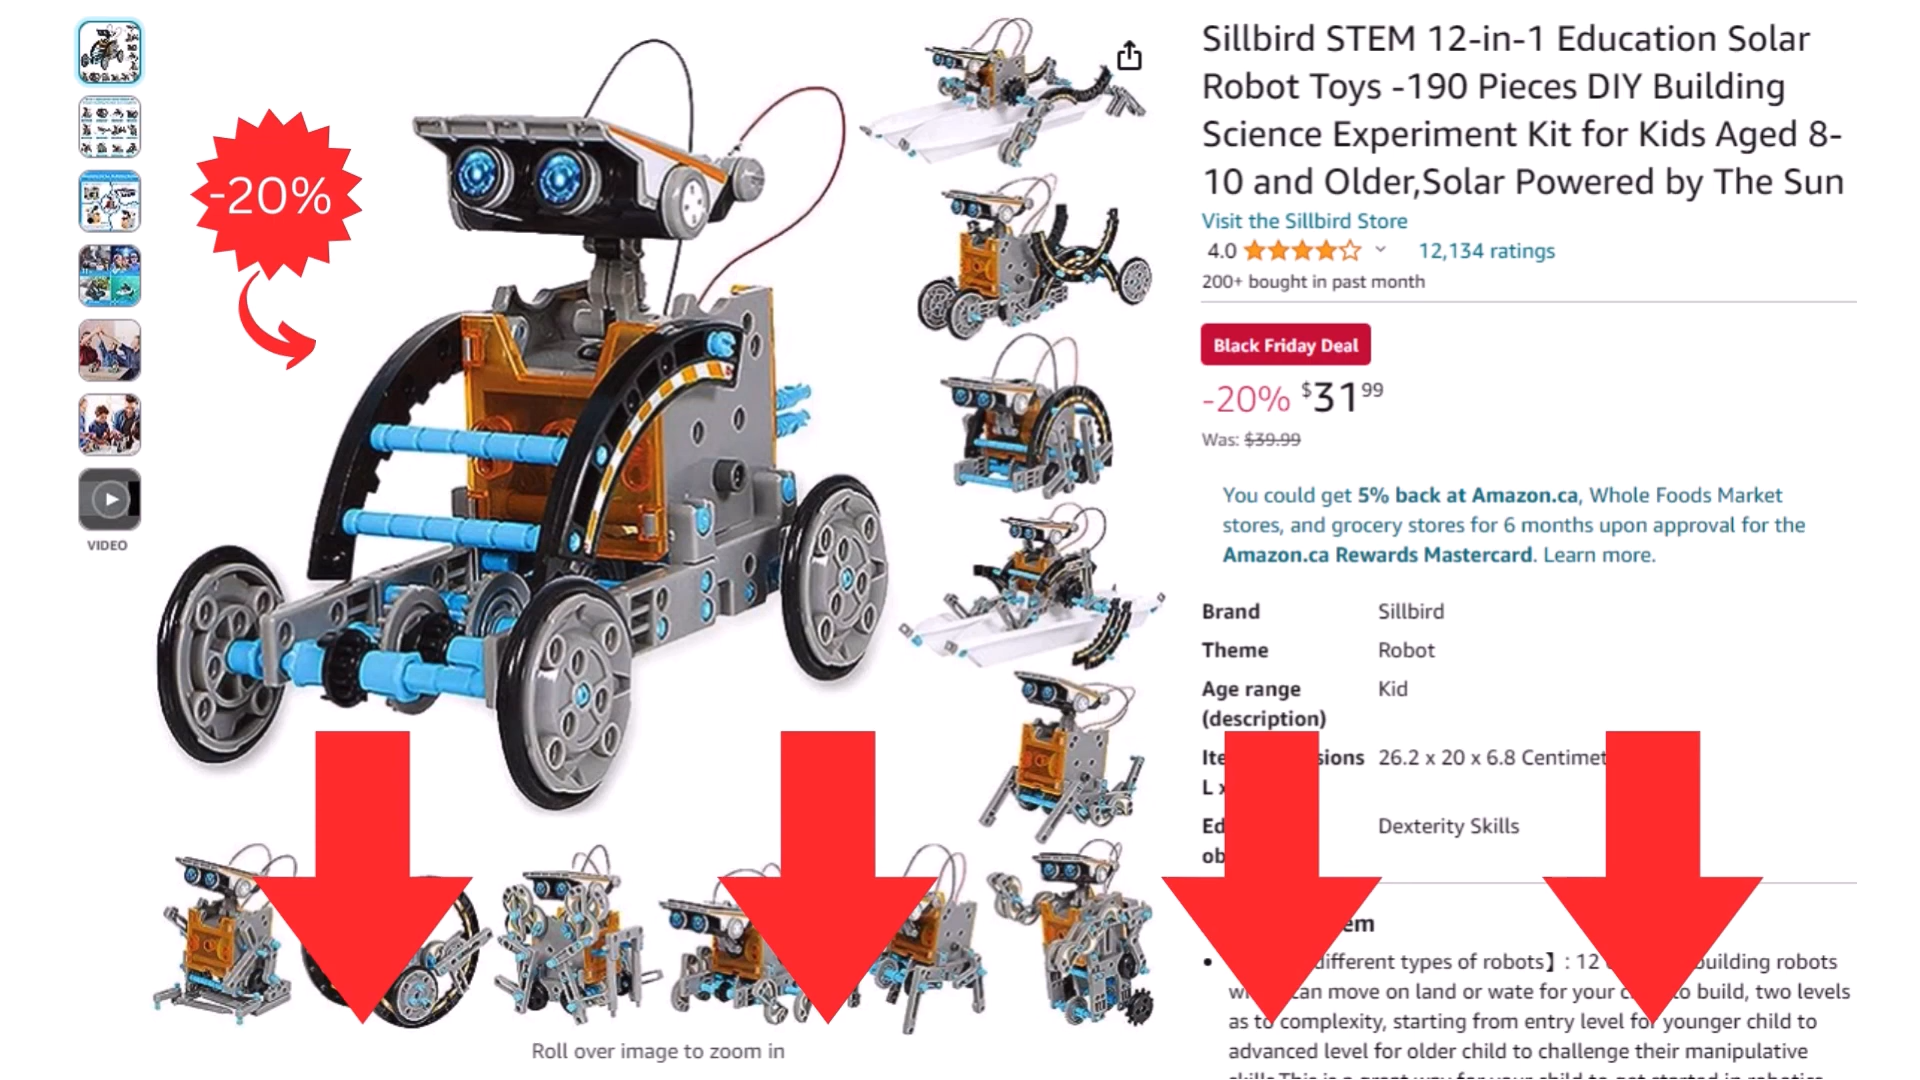 -20%
VIDEO
Roll over image to zoom in
Sillbird STEM 12-in-1 Education Solar
Robot Toys -190 Pieces DIY Building
Science Experiment Kit for Kids Aged 8-
10 and Older,Solar Powered by The Sun
Visit the Sillbird Store
4.0 12,134 ratings
200+ bought in past month
Black Friday Deal
-20% $31 99
Was: $39.99
You could get 5% back at Amazon.ca, Whole Foods Market
stores, and grocery stores for 6 months upon approval for the
Amazon.ca Rewards Mastercard. Learn more.
Brand Sillbird
Theme Robot
Age range Kid
(description)
26.2 x 20 x 6.8
L x
Dexterity Skills
different types of robots】 : 12 building robots
can move on land or wate for your to build, two levels
as to complexity, starting from entry level for younger child to
advanced level for older child to challenge their manipulative